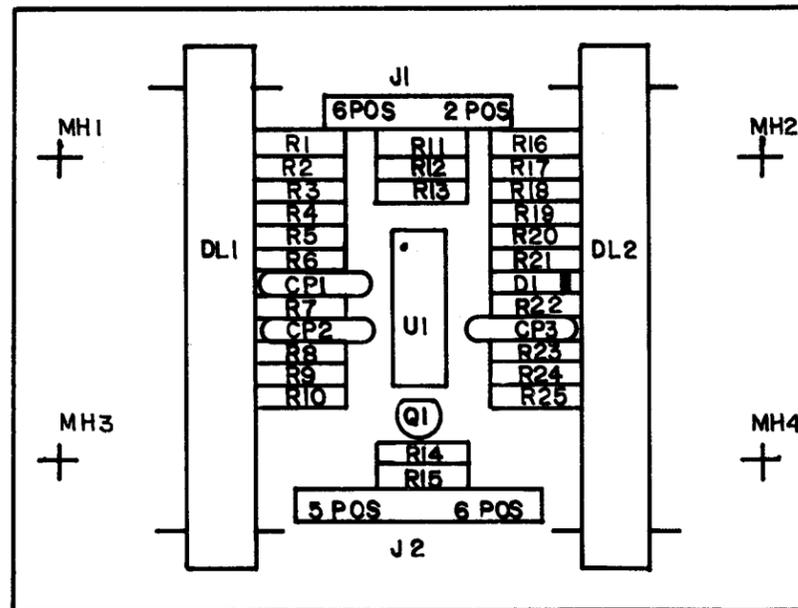 J1
6POS 2 POS
MH1
MH2
R1
R2
R3
R4
R5
R6
CP1
R7
CP2
R8
R9
R10
DL1
R11
R12
R13
U1
Q1
R14
R15
R16
R17
R18
R19
R20
R21
D1
R22
CP3
R23
R24
R25
DL2
MH3
MH4
5 POS 6 POS
J2